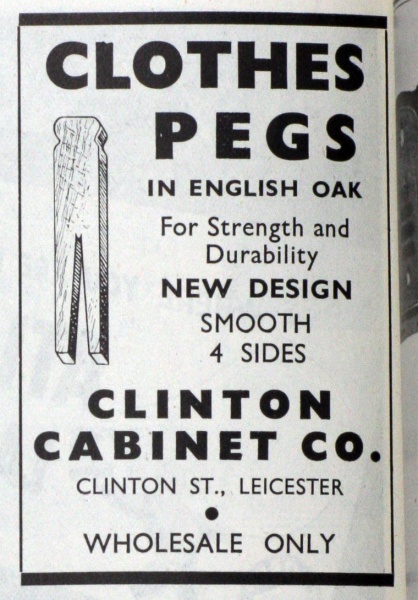 CLOTHES
PEGS
IN ENGLISH OAK
For Strength and
Durability
NEW DESIGN
SMOOTH
4 SIDES
CLINTON
CABINET CO.
CLINTON ST., LEICESTER
•
WHOLESALE ONLY